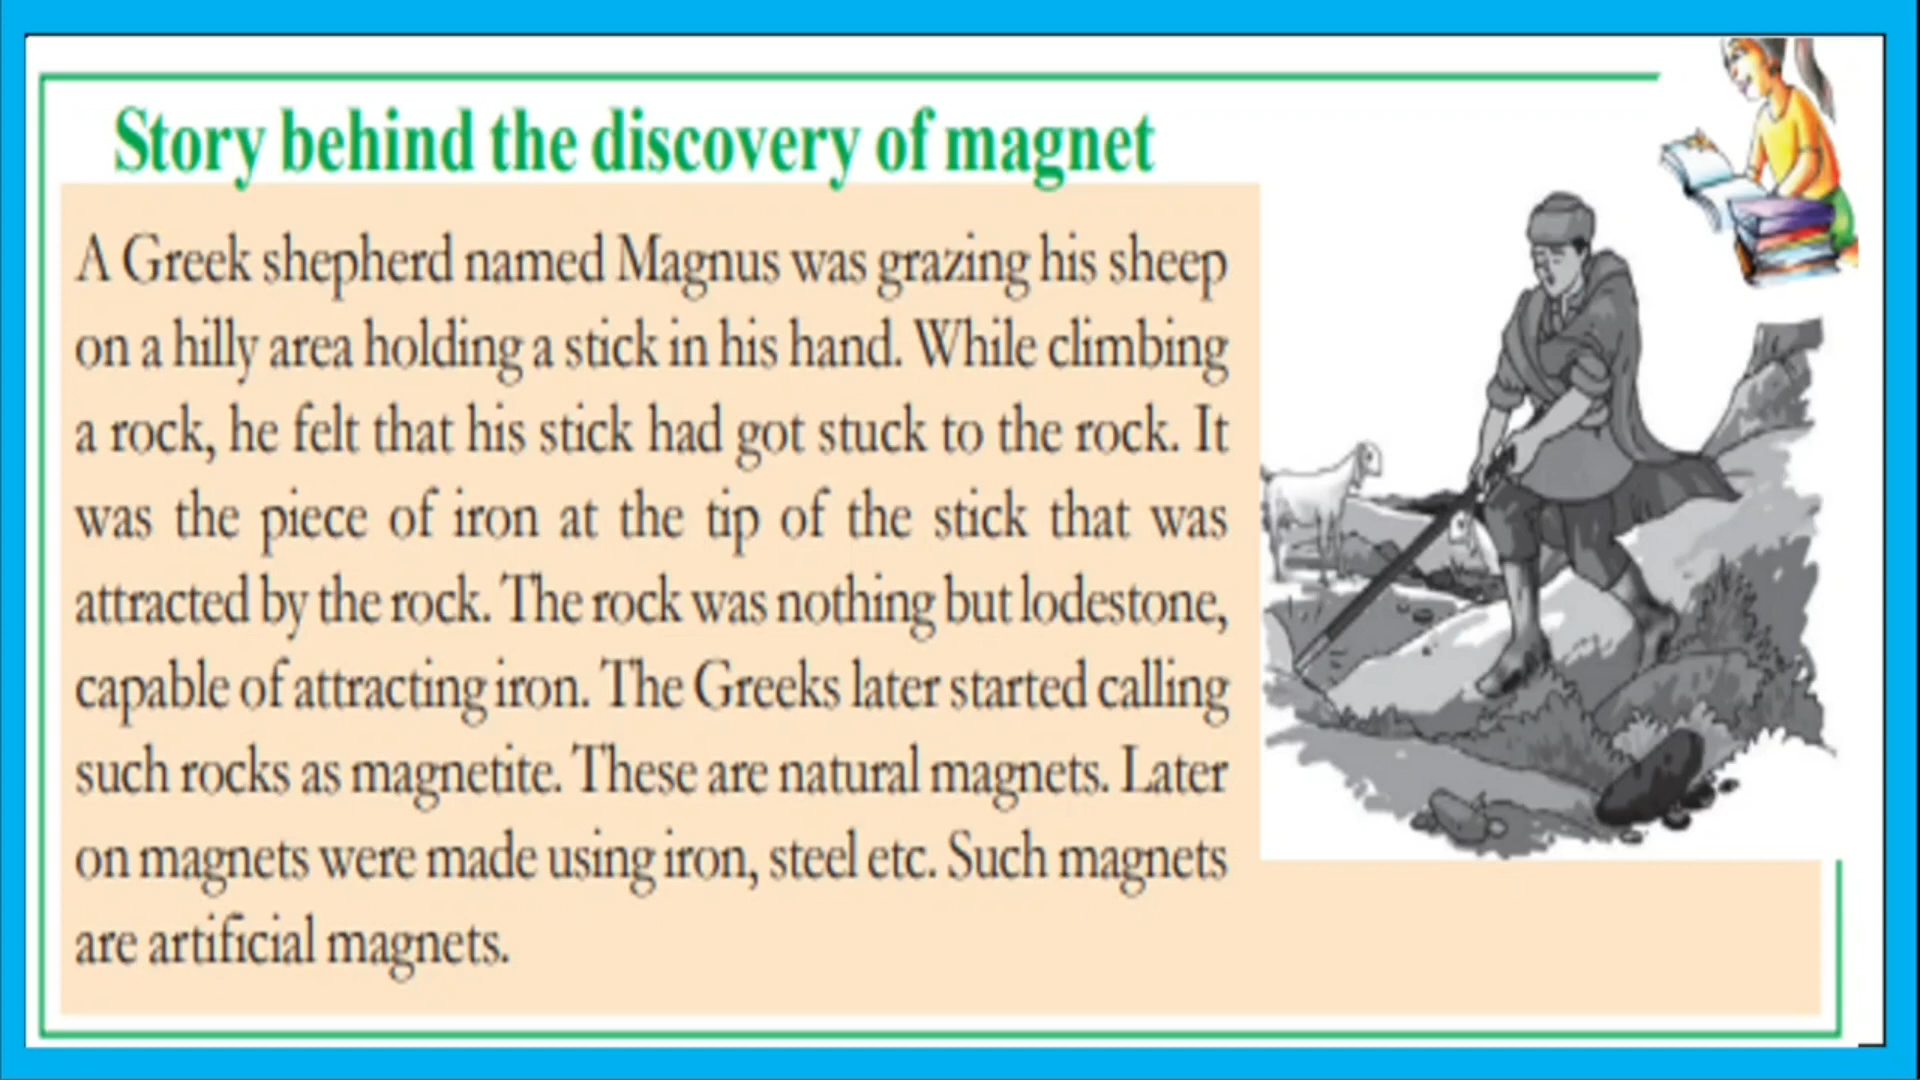 Story behind the discovery of magnet
A Greek shepherd named Magnus was grazing his sheep
on a hilly area holding a stick in his hand. While climbing
a rock, he felt that his stick had got stuck to the rock. It
was the piece of iron at the tip of the stick that was
attracted by the rock. The rock was nothing but lodestone,
capable of attracting iron. The Greeks later started calling
such rocks as magnetite. These are natural magnets. Later
on magnets were made using iron, steel etc. Such magnets
are artificial magnets.